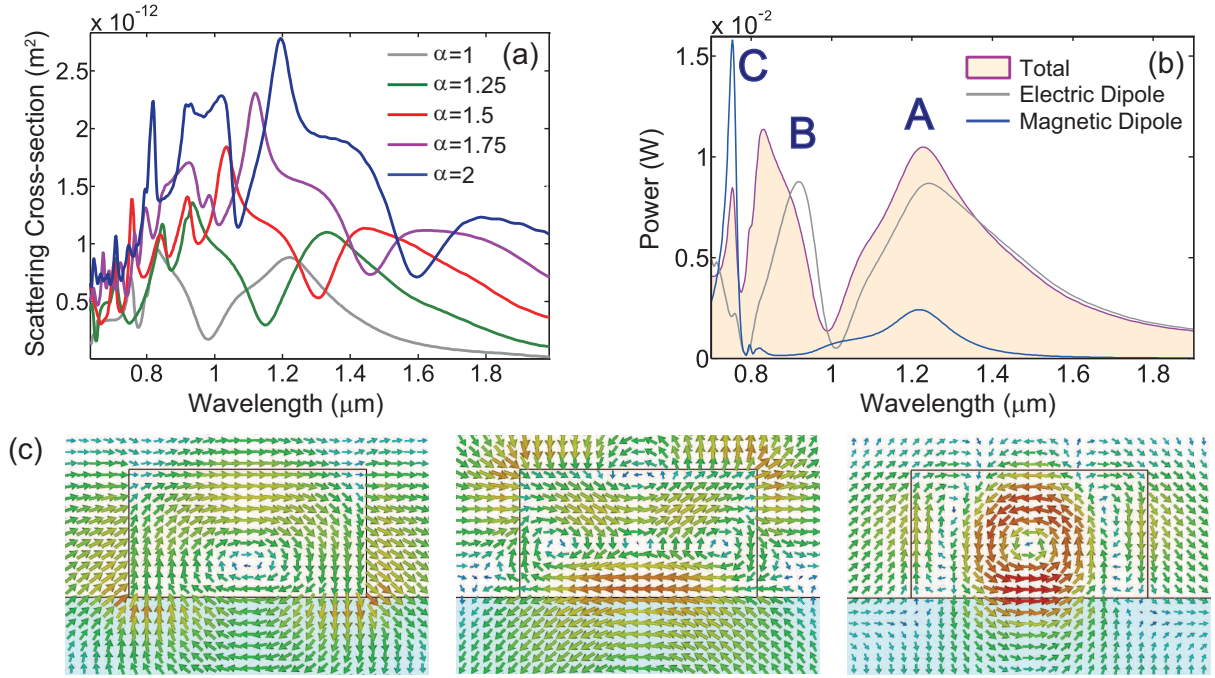 x 10⁻¹²
Scattering Cross-section (m²)
2.5
2
1.5
1
0.5
0.8 1 1.2 1.4 1.6 1.8
Wavelength (μm)
(a)
α=1
α=1.25
α=1.5
α=1.75
α=2
x 10⁻²
Power (W)
1.5
1
0.5
0
0.8 1 1.2 1.4 1.6 1.8
Wavelength (μm)
C
B
A
(b)
Total
Electric Dipole
Magnetic Dipole
(c)